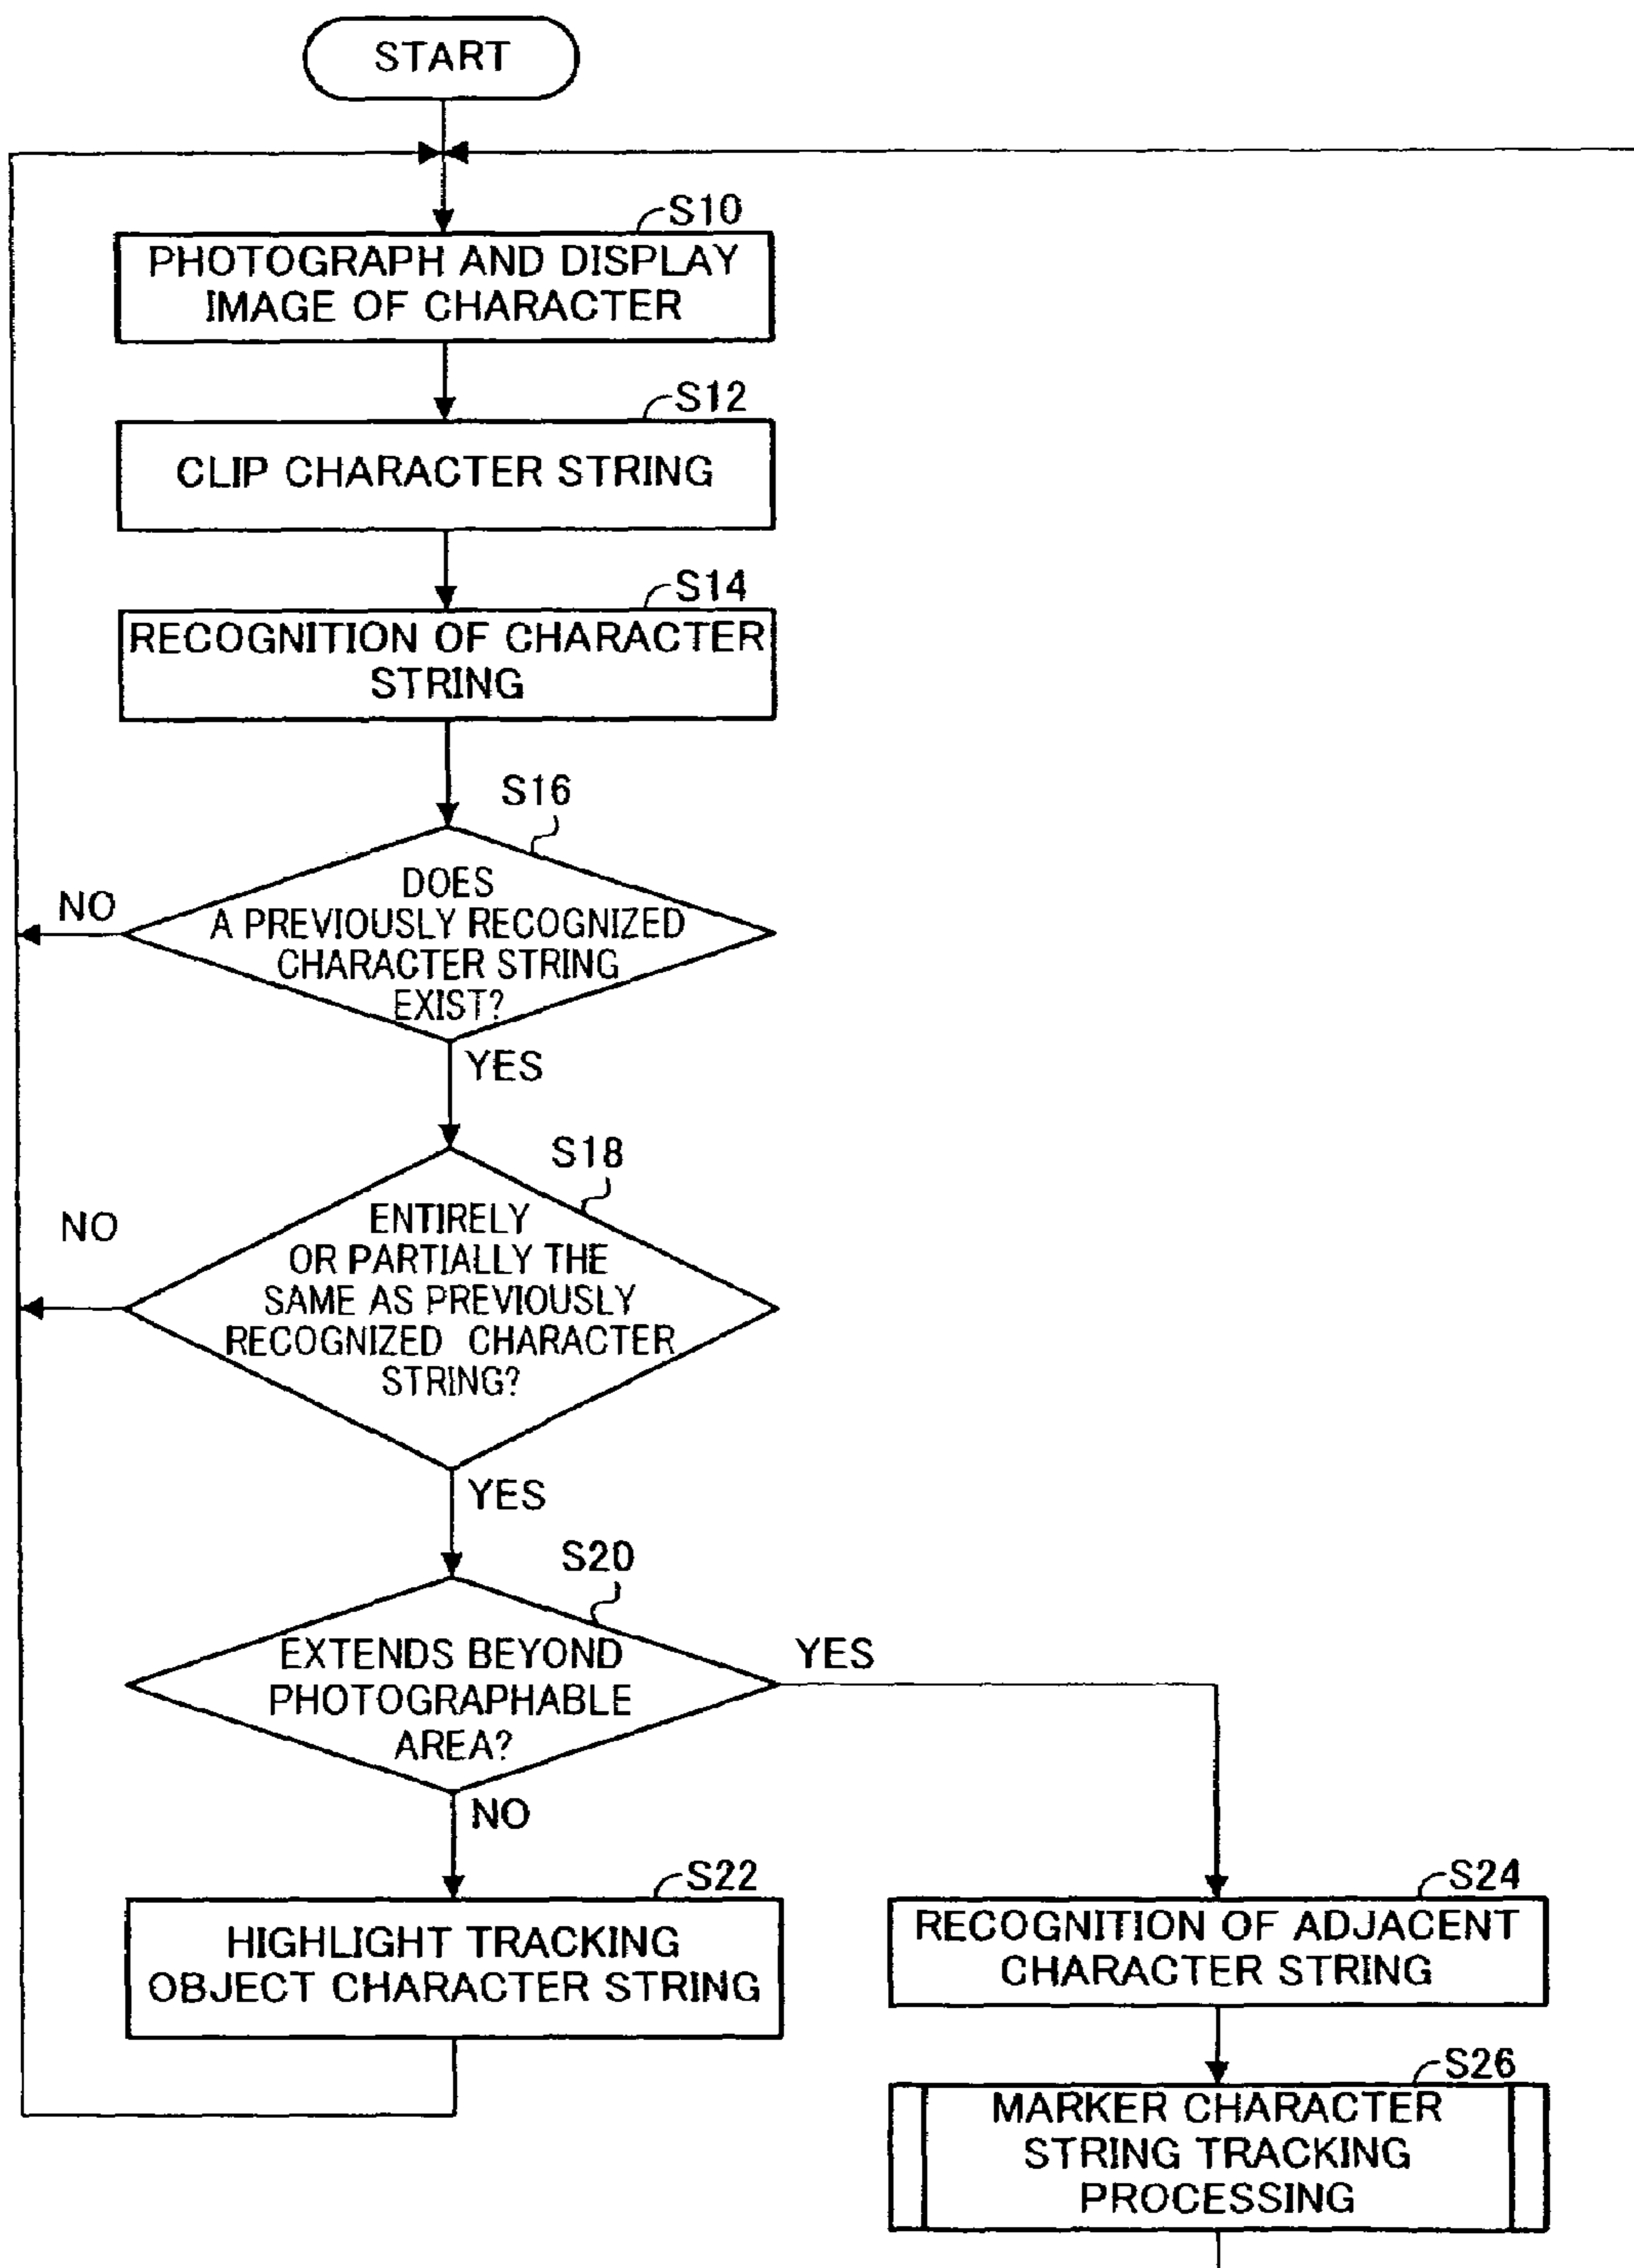 START
S10
PHOTOGRAPH AND DISPLAY
IMAGE OF CHARACTER
S12
CLIP CHARACTER STRING
S14
RECOGNITION OF CHARACTER
STRING
S16
DOES
A PREVIOUSLY RECOGNIZED
CHARACTER STRING
EXIST?
NO
YES
S18
ENTIRELY
OR PARTIALLY THE
SAME AS PREVIOUSLY
RECOGNIZED CHARACTER
STRING?
NO
YES
S20
EXTENDS BEYOND
PHOTOGRAPHABLE
AREA?
YES
NO
S22
HIGHLIGHT TRACKING
OBJECT CHARACTER STRING
S24
RECOGNITION OF ADJACENT
CHARACTER STRING
S26
MARKER CHARACTER
STRING TRACKING
PROCESSING